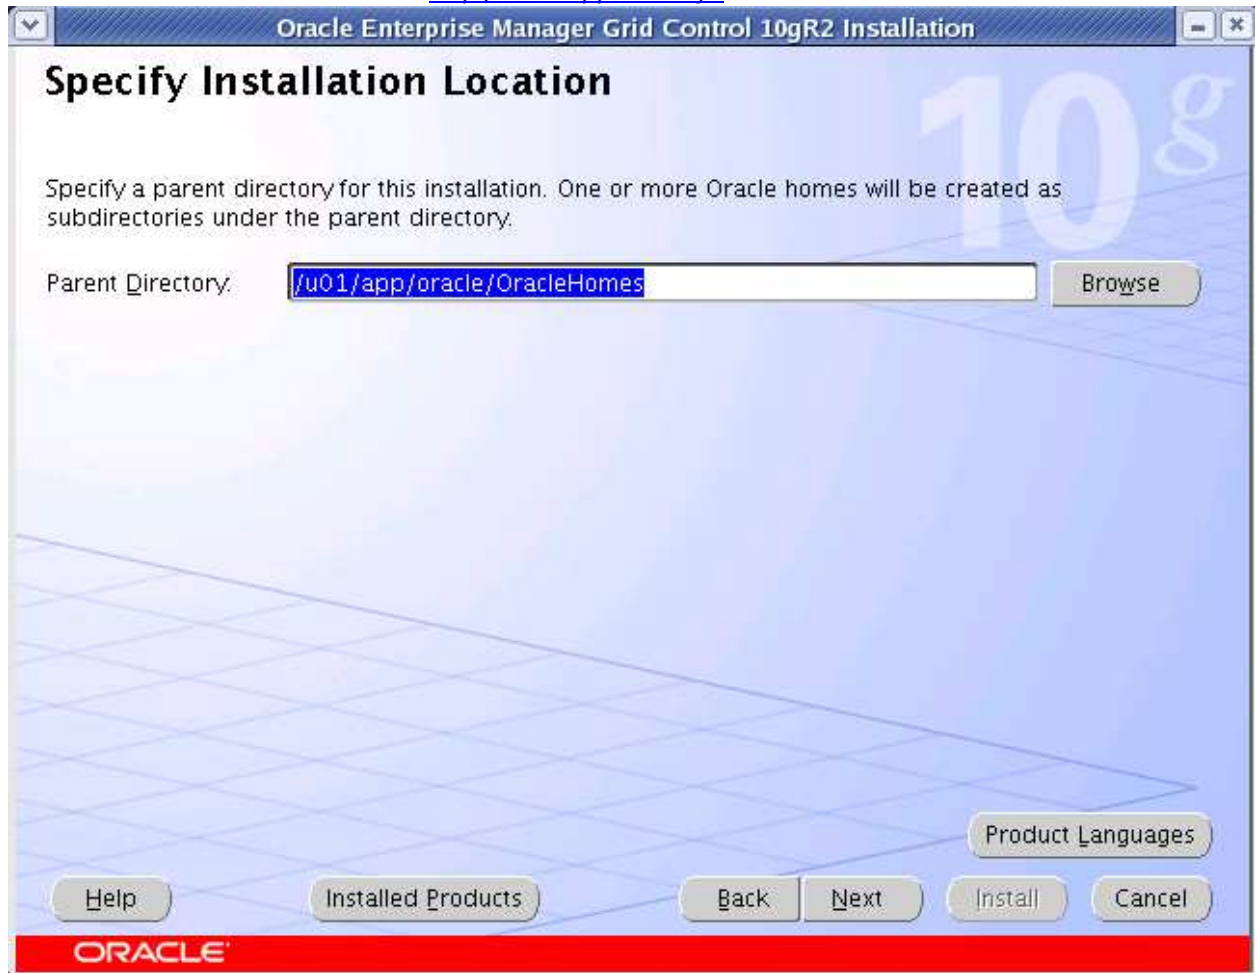 Oracle Enterprise Manager Grid Control 10gR2 Installation
Specify Installation Location
10g
Specify a parent directory for this installation. One or more Oracle homes will be created as
subdirectories under the parent directory.
Parent Directory: /u01/app/oracle/OracleHomes Browse
Product Languages
Help Installed Products Back Next Install Cancel
ORACLE